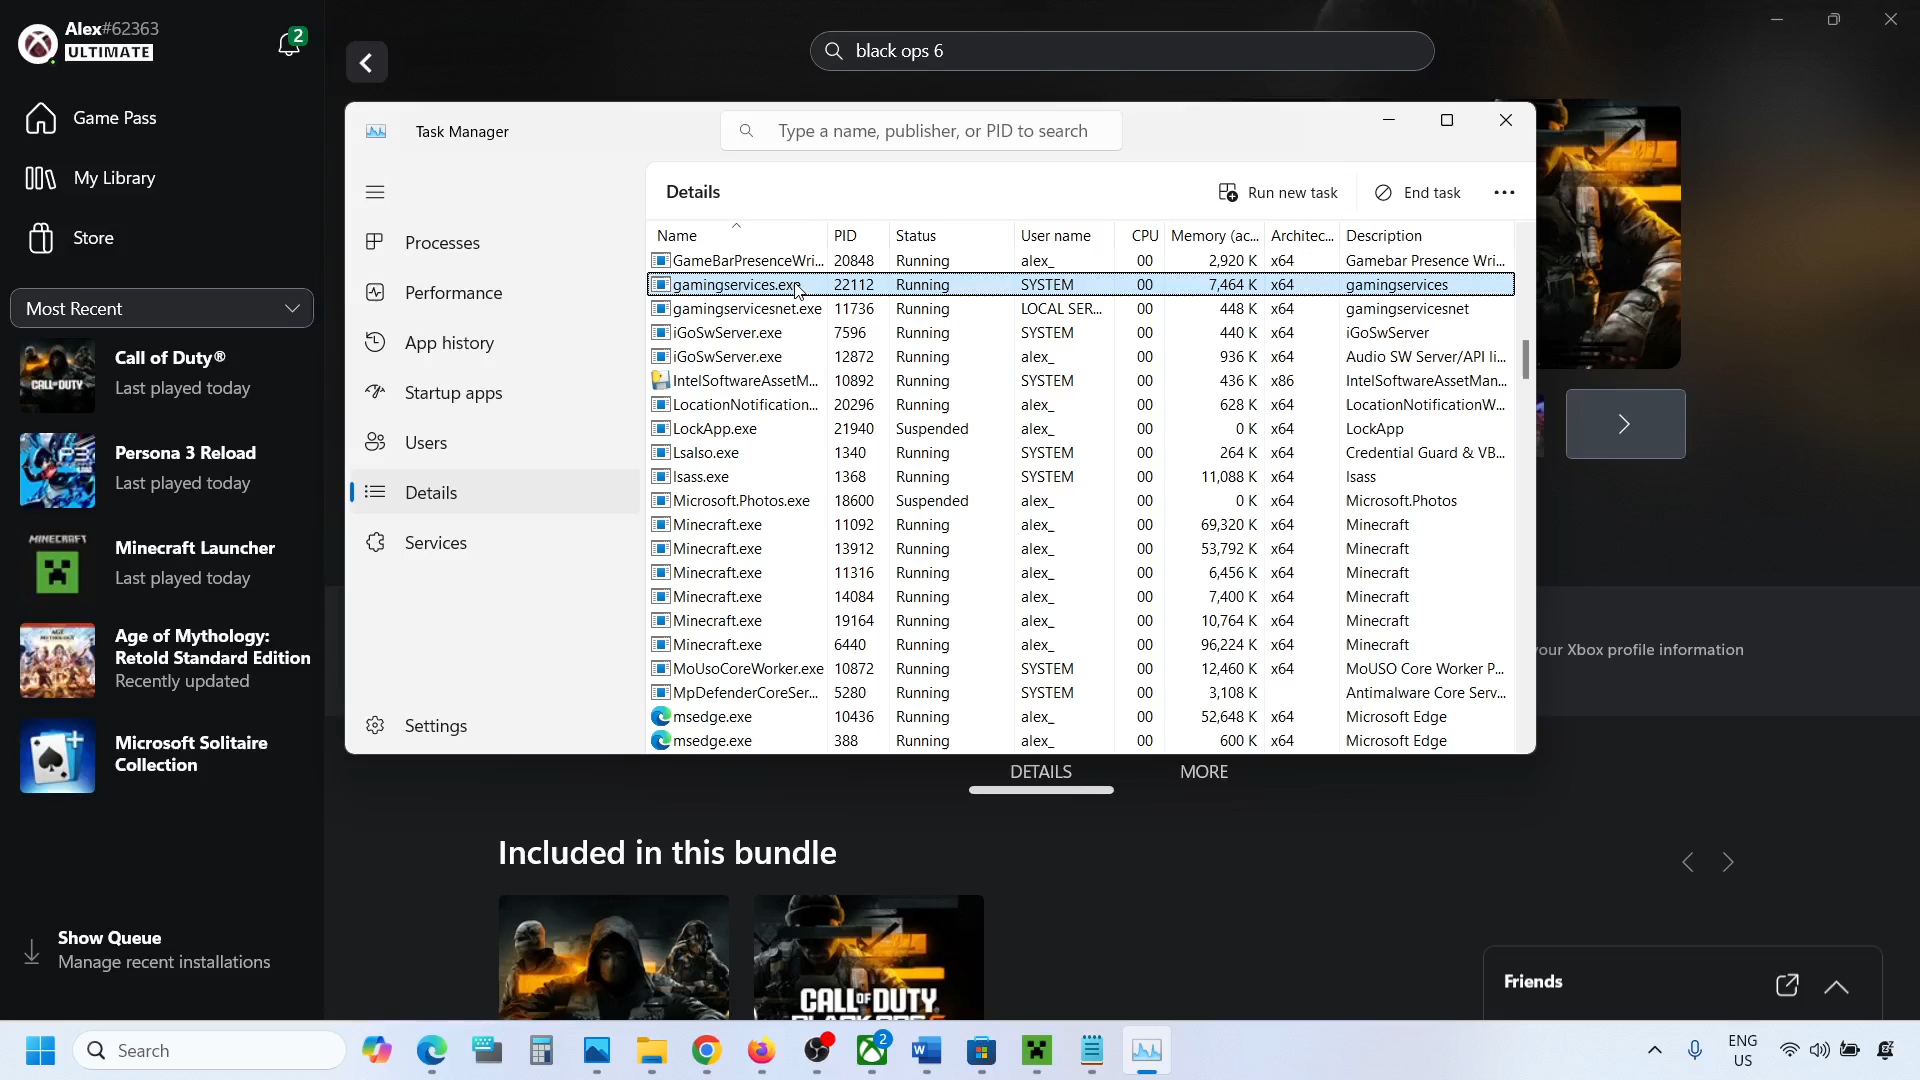 Alex#62363
ULTIMATE
2
black ops 6
Game Pass
My Library
Store
Most Recent
Call of Duty®
Last played today
Persona 3 Reload
Last played today
Minecraft Launcher
Last played today
Age of Mythology:
Retold Standard Edition
Recently updated
Microsoft Solitaire
Collection
Show Queue
Manage recent installations
Task Manager
Type a name, publisher, or PID to search
Processes
Performance
App history
Startup apps
Users
Details
Services
Settings
Details
Run new task
End task
Name PID Status User name CPU Memory (ac... Architec... Description
GameBarPresenceWri... 20848 Running alex_ 00 2,920 K x64 Gamebar Presence Wri...
gamingservices.exe 22112 Running SYSTEM 00 7,464 K x64 gamingservices
gamingservicesnet.exe 11736 Running LOCAL SER... 00 448 K x64 gamingservicesnet
iGoSwServer.exe 7596 Running SYSTEM 00 440 K x64 iGoSwServer
iGoSwServer.exe 12872 Running alex_ 00 936 K x64 Audio SW Server/API li...
IntelSoftwareAssetM... 10892 Running SYSTEM 00 436 K x86 IntelSoftwareAssetMan...
LocationNotification... 20296 Running alex_ 00 628 K x64 LocationNotificationW...
LockApp.exe 21940 Suspended alex_ 00 0 K x64 LockApp
LsaIso.exe 1340 Running SYSTEM 00 264 K x64 Credential Guard & VB...
lsass.exe 1368 Running SYSTEM 00 11,088 K x64 lsass
Microsoft.Photos.exe 18600 Suspended alex_ 00 0 K x64 Microsoft.Photos
Minecraft.exe 11092 Running alex_ 00 69,320 K x64 Minecraft
Minecraft.exe 13912 Running alex_ 00 53,792 K x64 Minecraft
Minecraft.exe 11316 Running alex_ 00 6,456 K x64 Minecraft
Minecraft.exe 14084 Running alex_ 00 7,400 K x64 Minecraft
Minecraft.exe 19164 Running alex_ 00 10,764 K x64 Minecraft
Minecraft.exe 6440 Running alex_ 00 96,224 K x64 Minecraft
MoUsoCoreWorker.exe 10872 Running SYSTEM 00 12,460 K x64 MoUSO Core Worker P...
MpDefenderCoreSer... 5280 Running SYSTEM 00 3,108 K Antimalware Core Serv...
msedge.exe 10436 Running alex_ 00 52,648 K x64 Microsoft Edge
msedge.exe 388 Running alex_ 00 600 K x64 Microsoft Edge
your Xbox profile information
DETAILS
MORE
Included in this bundle
CALL OF DUTY
Friends
Search
2
ENG
US